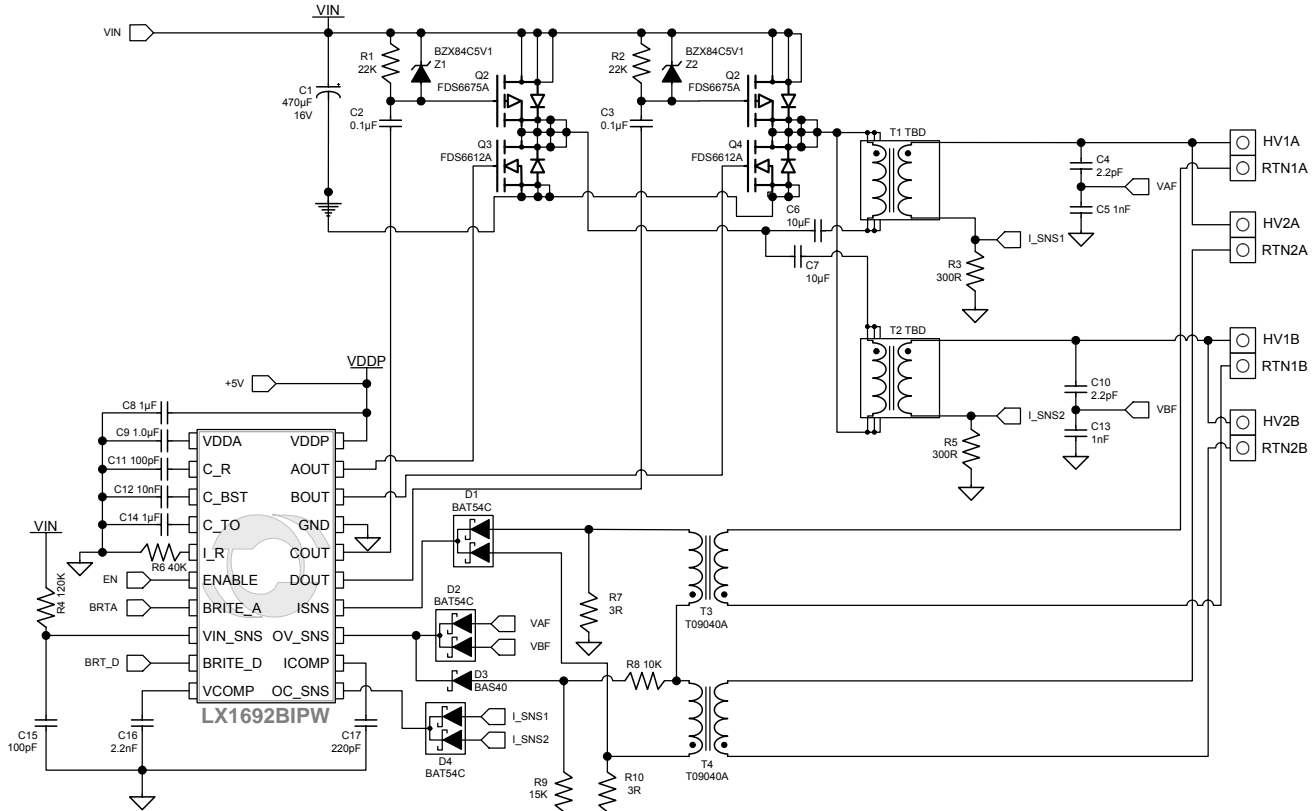 VIN
VIN
R1
22K
BZX84C5V1
Z1
C1
470µF
16V
C2
0.1µF
Q2
FDS6675A
Q3
FDS6612A
R2
22K
BZX84C5V1
Z2
C3
0.1µF
Q2
FDS6675A
Q4
FDS6612A
T1 TBD
C6
10µF
C7
10µF
C4
2.2pF
VAF
C5 1nF
I_SNS1
R3
300R
HV1A
RTN1A
HV2A
RTN2A
T2 TBD
C10
2.2pF
VBF
C13
1nF
I_SNS2
R5
300R
HV1B
RTN1B
HV2B
RTN2B
VDDP
+5V
C8 1µF
C9 1.0µF
C11 100pF
C12 10nF
C14 1µF
R6 40K
VIN
R4 120K
EN
BRTA
BRT_D
VDDA VDDP
C_R AOUT
C_BST BOUT
C_TO GND
I_R COUT
ENABLE DOUT
BRITE_A ISNS
VIN_SNS OV_SNS
BRITE_D ICOMP
VCOMP OC_SNS
LX1692BIPW
C15
100pF
C16
2.2nF
C17
220pF
D1
BAT54C
D2
BAT54C
VAF
VBF
D3
BAS40
I_SNS1
I_SNS2
D4
BAT54C
R7
3R
R8 10K
R9
15K
R10
3R
T3
T09040A
T4
T09040A